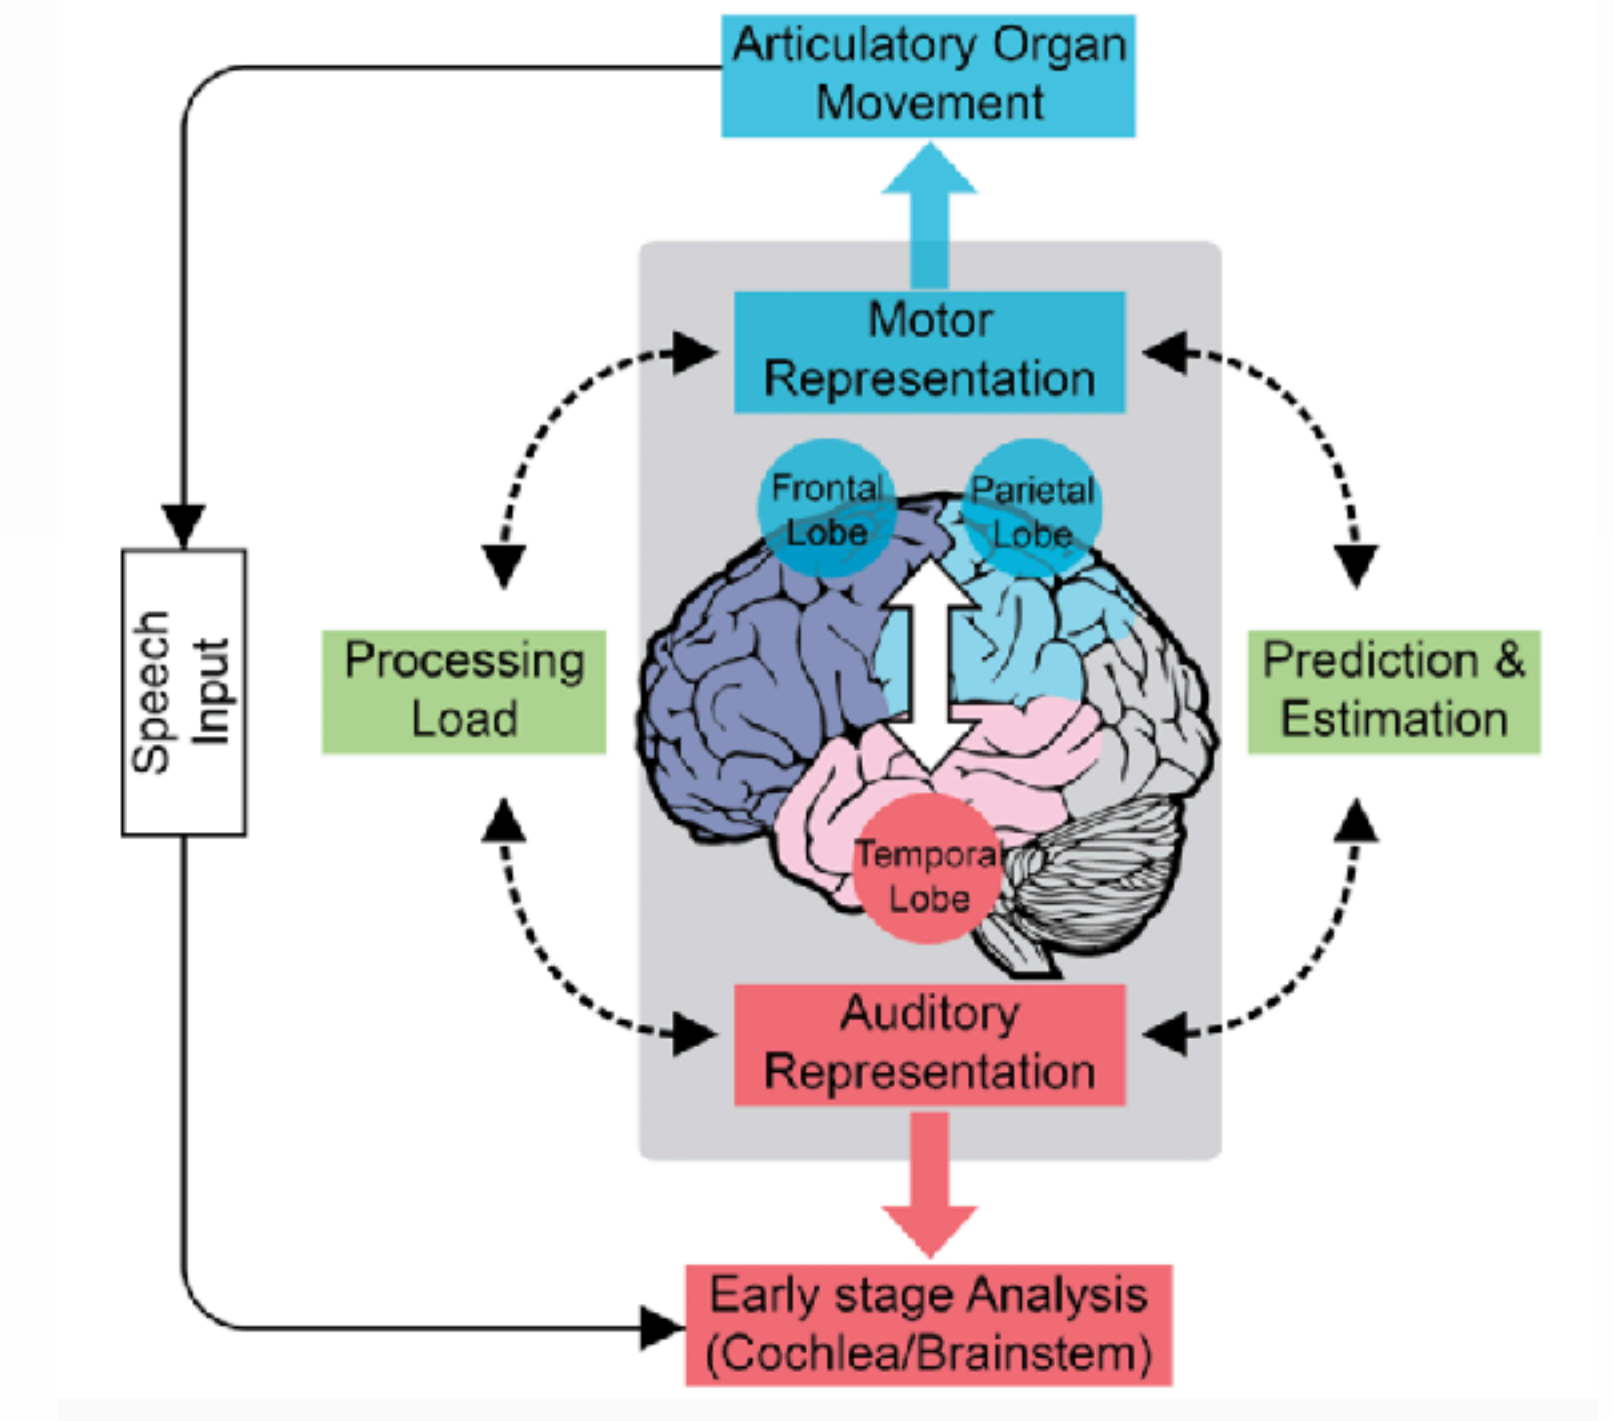 Articulatory Organ
Movement
Motor
Representation
Frontal
Lobe
Parietal
Lobe
Speech
Input
Processing
Load
Prediction &
Estimation
Temporal
Lobe
Auditory
Representation
Early stage Analysis
(Cochlea/Brainstem)